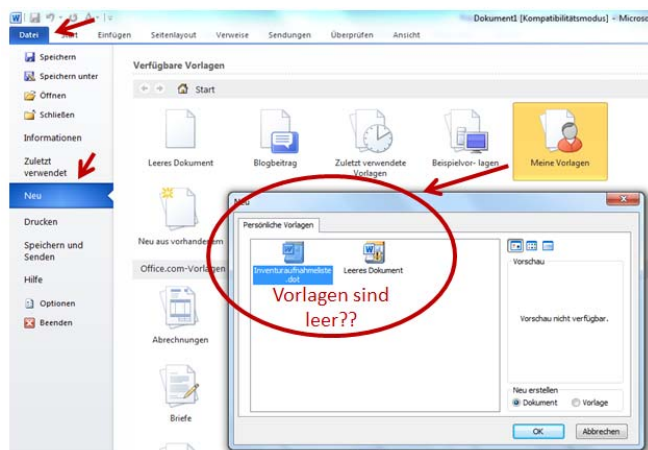 Dokument1 [Kompatibilitätsmodus] - Microso
Datei Start Einfügen Seitenlayout Verweise Sendungen Überprüfen Ansicht
Speichern
Speichern unter
Öffnen
Schließen
Informationen
Zuletzt
verwendet
Neu
Drucken
Speichern und
Senden
Hilfe
Optionen
Beenden
Verfügbare Vorlagen
Start
Leeres Dokument
Blogbeitrag
Zuletzt verwendete
Vorlagen
Beispielvor- lagen
Meine Vorlagen
Neu aus vorhandenem
Office.com-Vorlagen
Abrechnungen
Briefe
Neu
Persönliche Vorlagen
Inventuraufnahmeliste
.dot
Leeres Dokument
Vorlagen sind
leer??
Vorschau
Vorschau nicht verfügbar.
Neu erstellen
Dokument Vorlage
OK Abbrechen